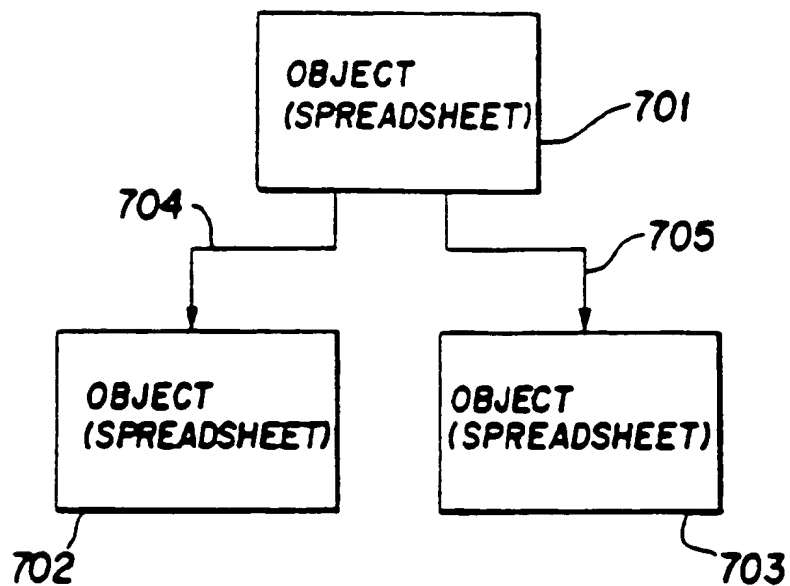 OBJECT
(SPREADSHEET)
701
704
705
OBJECT
(SPREADSHEET)
OBJECT
(SPREADSHEET)
702
703